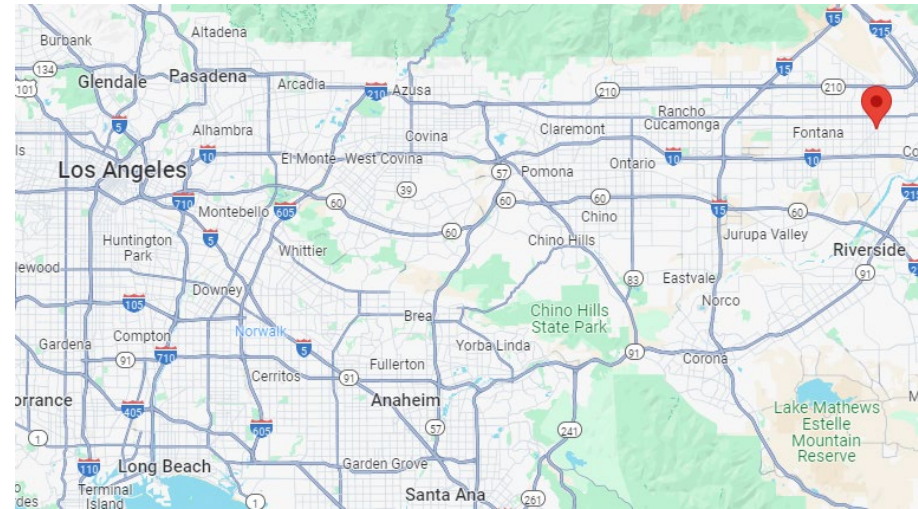 Altadena
Burbank
215
134
15
Glendale
Pasadena
Arcadia
210
Azusa
210
210
101
Rancho
Cucamonga
5
Alhambra
Covina
Claremont
Fontana
10
El Monte
West Covina
10
10
Los Angeles
57
Pomona
Ontario
Co
710
Montebello
605
60
39
60
60
15
60
215
Chino
5
60
Huntington
Park
Whittier
Chino Hills
Jurupa Valley
Riverside
lewood
91
Downey
83
Eastvale
105
Norco
Brea
Chino Hills
State Park
Compton
Norwalk
Gardena
91
710
5
Yorba Linda
91
Corona
Fullerton
Cerritos
91
orrance
405
Anaheim
Lake Mathews
Estelle
Mountain
Reserve
M
1
605
57
241
110
Long Beach
Garden Grove
Terminal
Island
1
Santa Ana
261
des